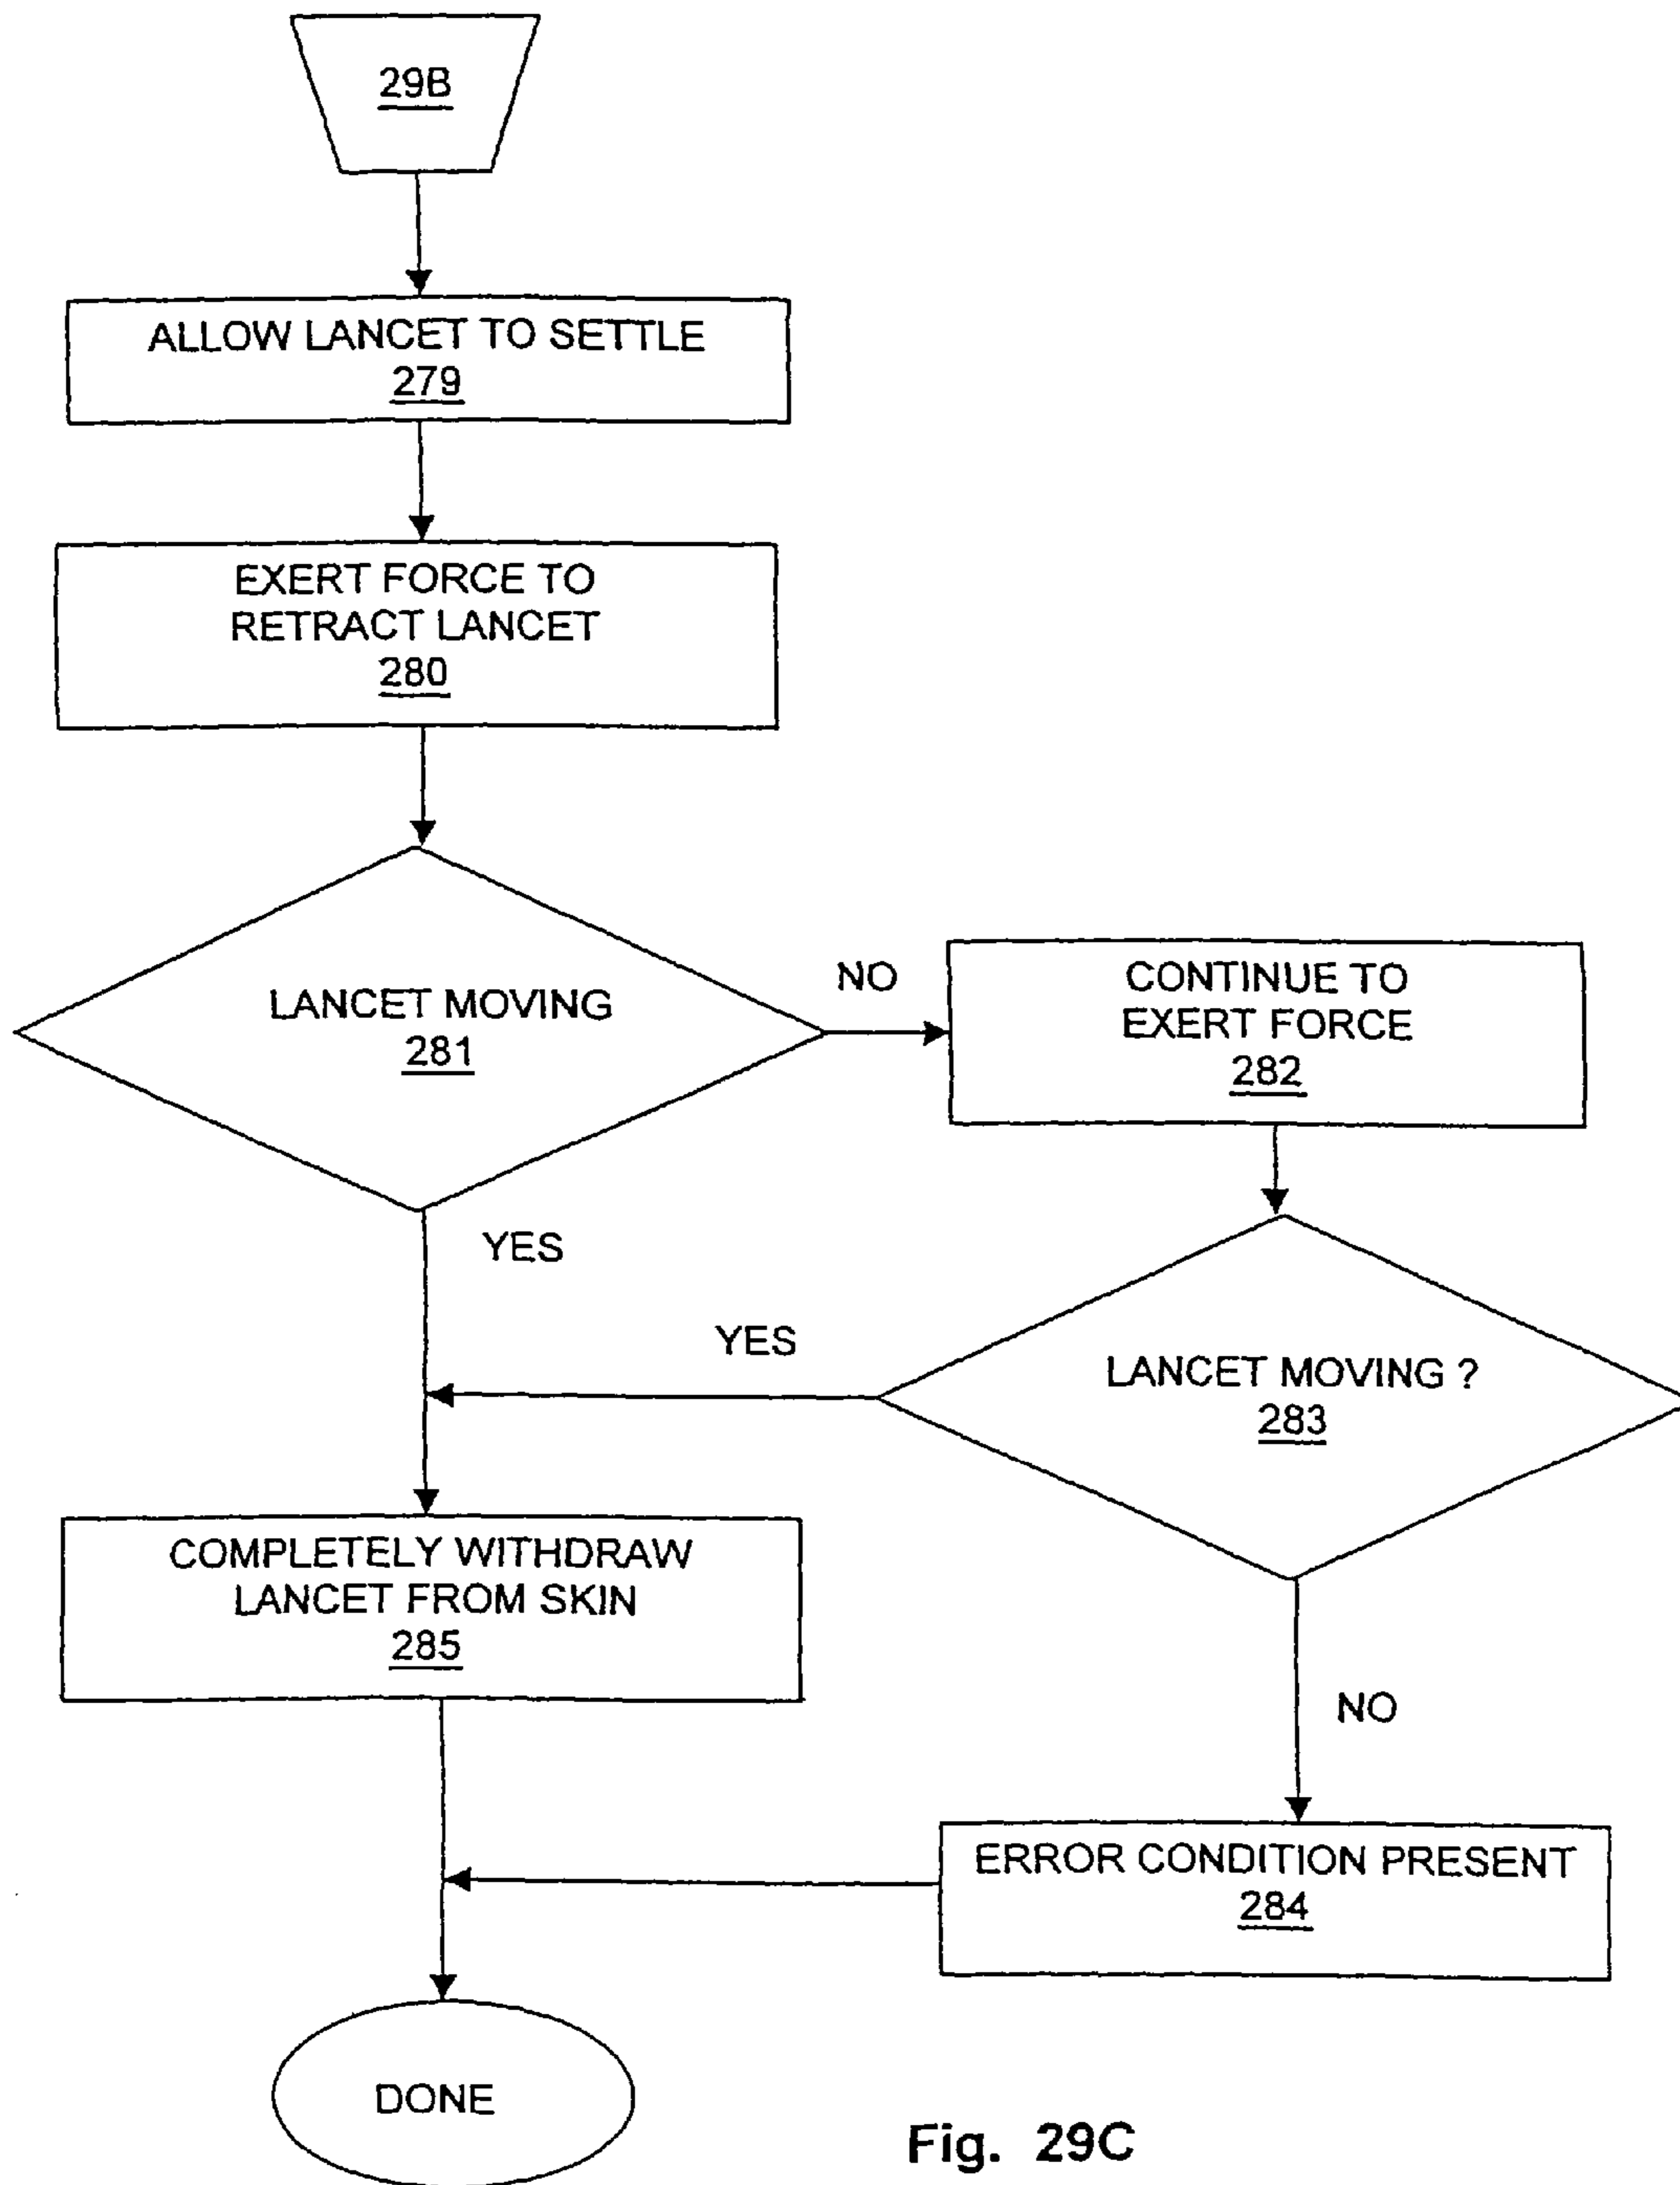 29B
ALLOW LANCET TO SETTLE
279
EXERT FORCE TO
RETRACT LANCET
280
LANCET MOVING
281
NO
CONTINUE TO
EXERT FORCE
282
YES
YES
LANCET MOVING ?
283
COMPLETELY WITHDRAW
LANCET FROM SKIN
285
NO
ERROR CONDITION PRESENT
284
DONE
Fig. 29C